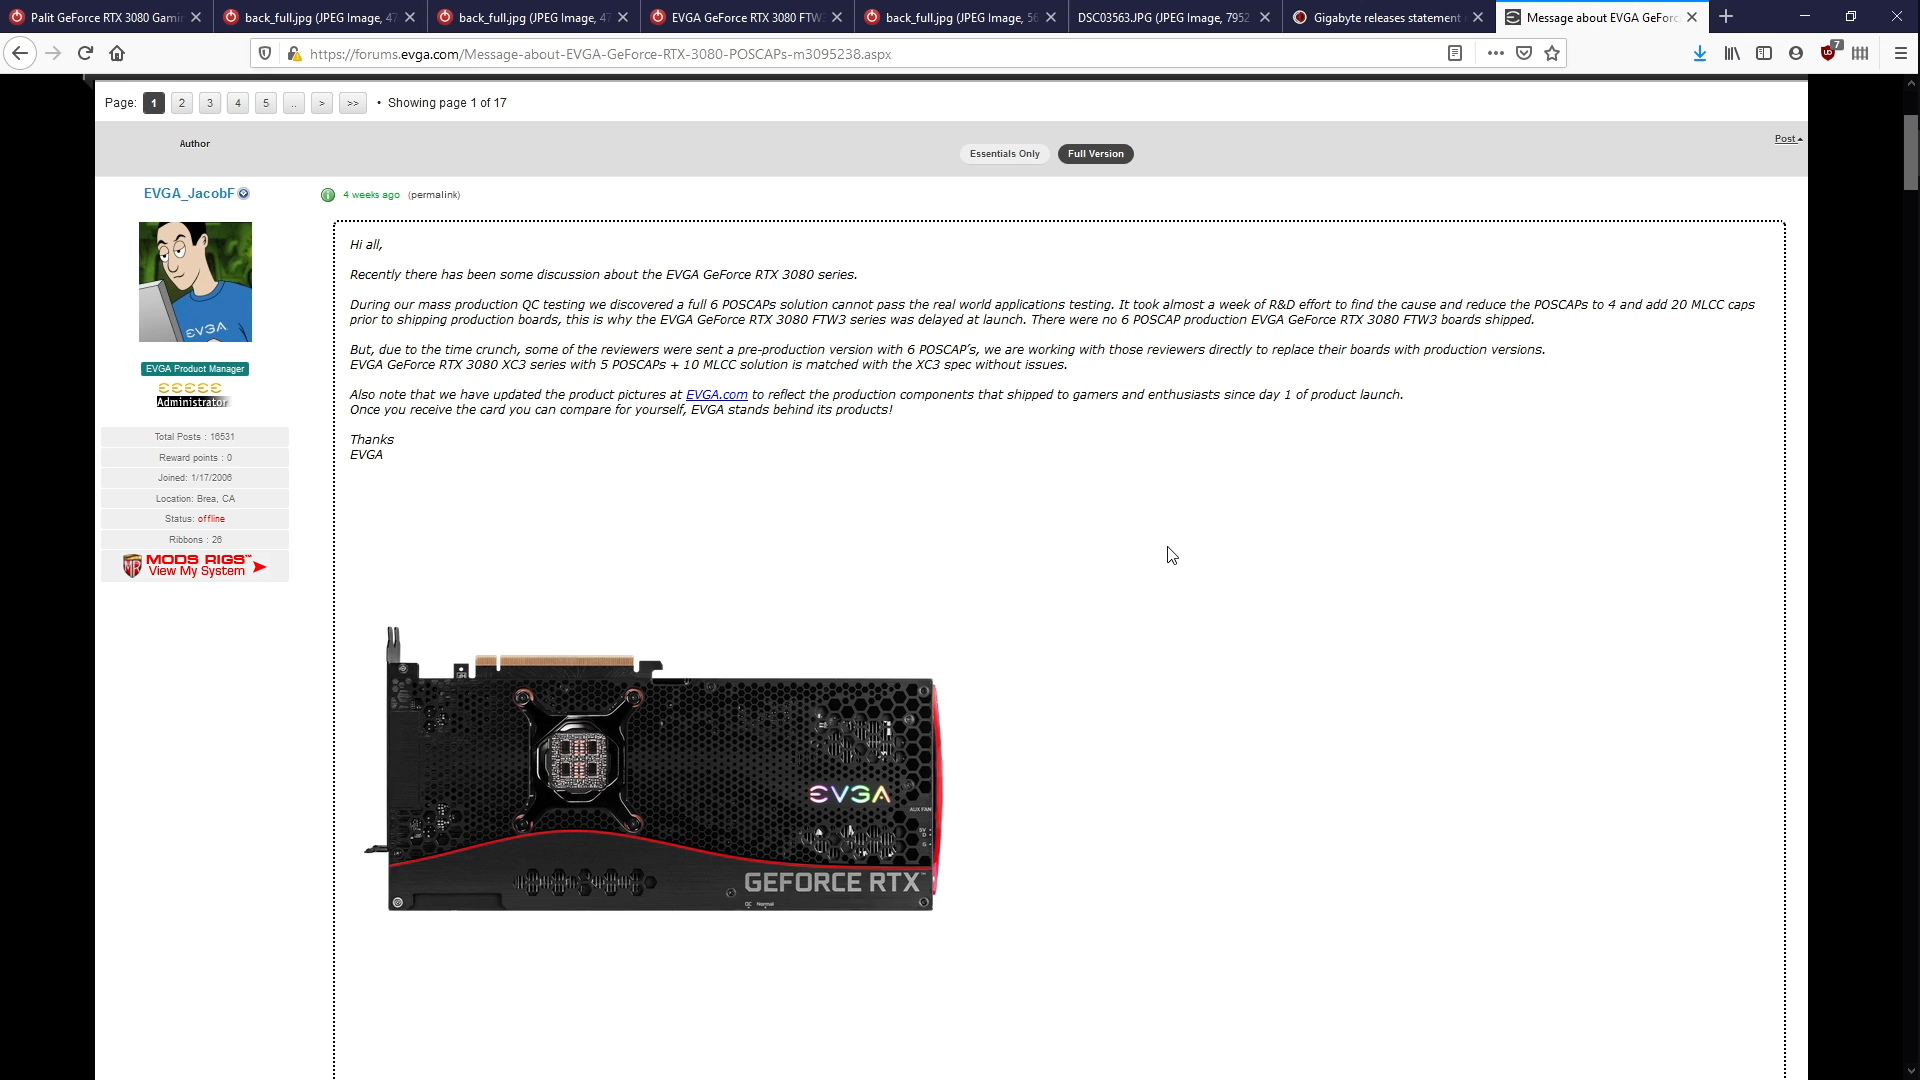 Palit GeForce RTX 3080 Gami
back_full.jpg (JPEG Image, 47
back_full.jpg (JPEG Image, 47
EVGA GeForce RTX 3080 FTW
back_full.jpg (JPEG Image, 56
DSC03563.JPG (JPEG Image, 7952
Gigabyte releases statement
Message about EVGA GeForc
https://forums.evga.com/Message-about-EVGA-GeForce-RTX-3080-POSCAPs-m3095238.aspx
7
Page: 1 2 3 4 5 .. > >> • Showing page 1 of 17
Author
Essentials Only
Full Version
Post
EVGA_JacobF
4 weeks ago (permalink)
EVGA
EVGA Product Manager
Administrator
Total Posts : 16531
Reward points : 0
Joined: 1/17/2006
Location: Brea, CA
Status: offline
Ribbons : 26
MODS RIGS™
View My System
Hi all,
Recently there has been some discussion about the EVGA GeForce RTX 3080 series.
During our mass production QC testing we discovered a full 6 POSCAPs solution cannot pass the real world applications testing. It took almost a week of R&D effort to find the cause and reduce the POSCAPs to 4 and add 20 MLCC caps
prior to shipping production boards, this is why the EVGA GeForce RTX 3080 FTW3 series was delayed at launch. There were no 6 POSCAP production EVGA GeForce RTX 3080 FTW3 boards shipped.
But, due to the time crunch, some of the reviewers were sent a pre-production version with 6 POSCAP's, we are working with those reviewers directly to replace their boards with production versions.
EVGA GeForce RTX 3080 XC3 series with 5 POSCAPs + 10 MLCC solution is matched with the XC3 spec without issues.
Also note that we have updated the product pictures at EVGA.com to reflect the production components that shipped to gamers and enthusiasts since day 1 of product launch.
Once you receive the card you can compare for yourself, EVGA stands behind its products!
Thanks
EVGA
EVGA
AUX FAN
GEFORCE RTX™
OC Normal